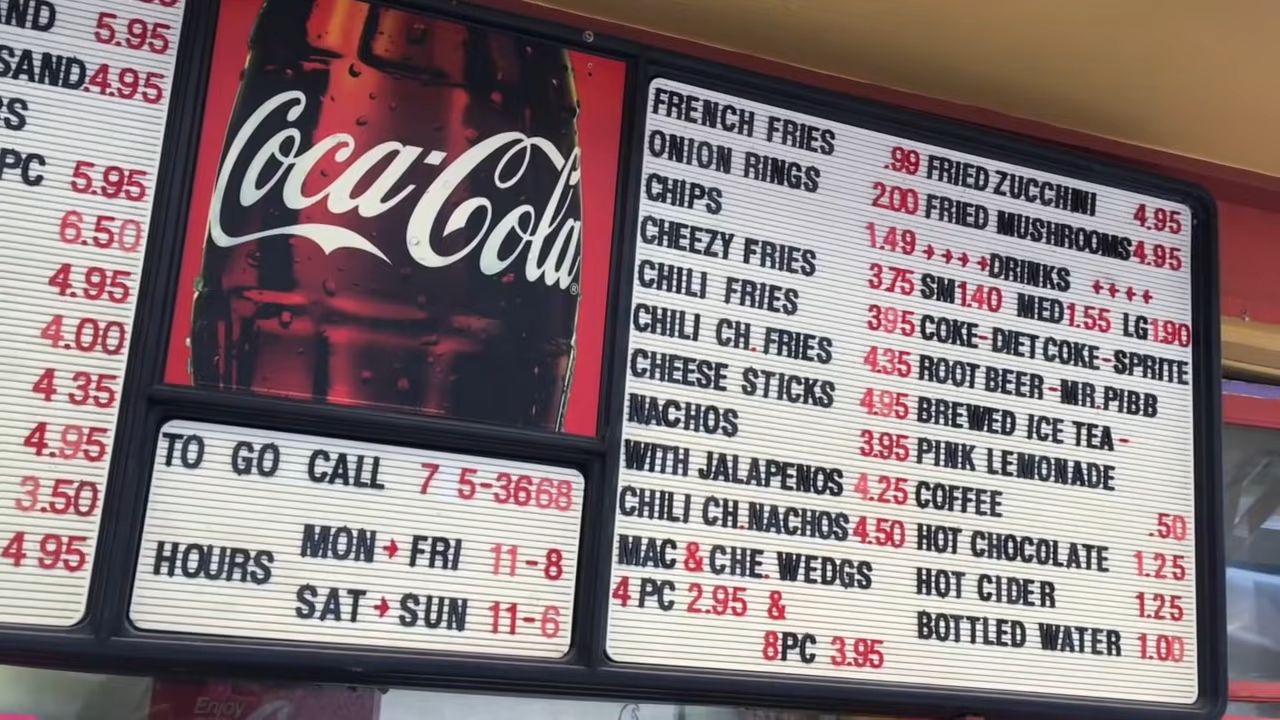 5.95
4.95
PC 5.95
6.50
4.95
4.00
4.35
4.95
3.50
4.95
Coca-Cola®
TO GO CALL 7 5-3668
HOURS MON→FRI 11-8
SAT→SUN 11-6
FRENCH FRIES .99
ONION RINGS 2.00
CHIPS 1.49
CHEEZY FRIES 3.75
CHILI FRIES 3.95
CHILI CH. FRIES 4.35
CHEESE STICKS 4.95
NACHOS 3.95
WITH JALAPENOS 4.25
CHILI CH.NACHOS 4.50
MAC & CHE. WEDGS
4 PC 2.95 &
8PC 3.95
FRIED ZUCCHINI 4.95
FRIED MUSHROOMS 4.95
→→→→DRINKS →→→→
SM 1.40 MED 1.55 LG 1.90
COKE-DIET COKE-SPRITE
ROOT BEER-MR.PIBB
BREWED ICE TEA-
PINK LEMONADE
COFFEE .50
HOT CHOCOLATE 1.25
HOT CIDER 1.25
BOTTLED WATER 1.00
Enjoy